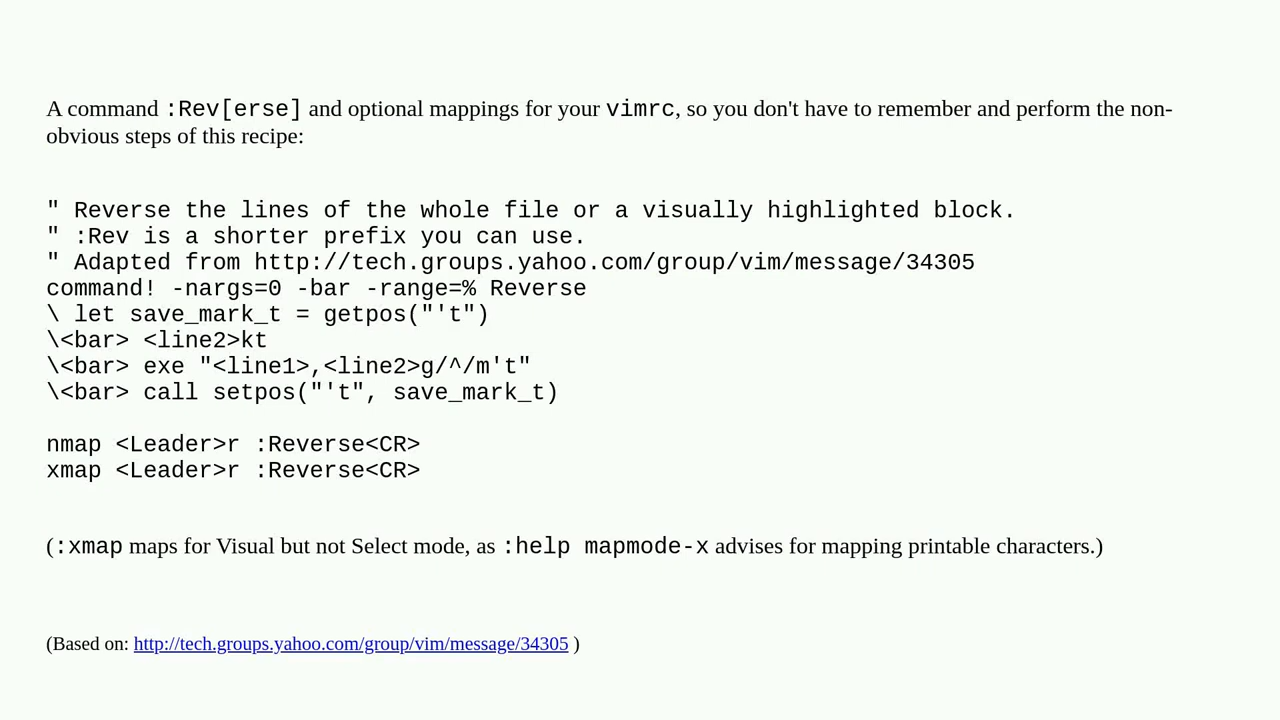 A command :Rev[erse] and optional mappings for your vimrc, so you don't have to remember and perform the non-
obvious steps of this recipe:
" Reverse the lines of the whole file or a visually highlighted block.
" :Rev is a shorter prefix you can use.
" Adapted from http://tech.groups.yahoo.com/group/vim/message/34305
command! -nargs=0 -bar -range=% Reverse
\ let save_mark_t = getpos("'t")
\<bar> <line2>kt
\<bar> exe "<line1>,<line2>g/^/m't"
\<bar> call setpos("'t", save_mark_t)
nmap <Leader>r :Reverse<CR>
xmap <Leader>r :Reverse<CR>
(:xmap maps for Visual but not Select mode, as :help mapmode-x advises for mapping printable characters.)
(Based on: http://tech.groups.yahoo.com/group/vim/message/34305 )